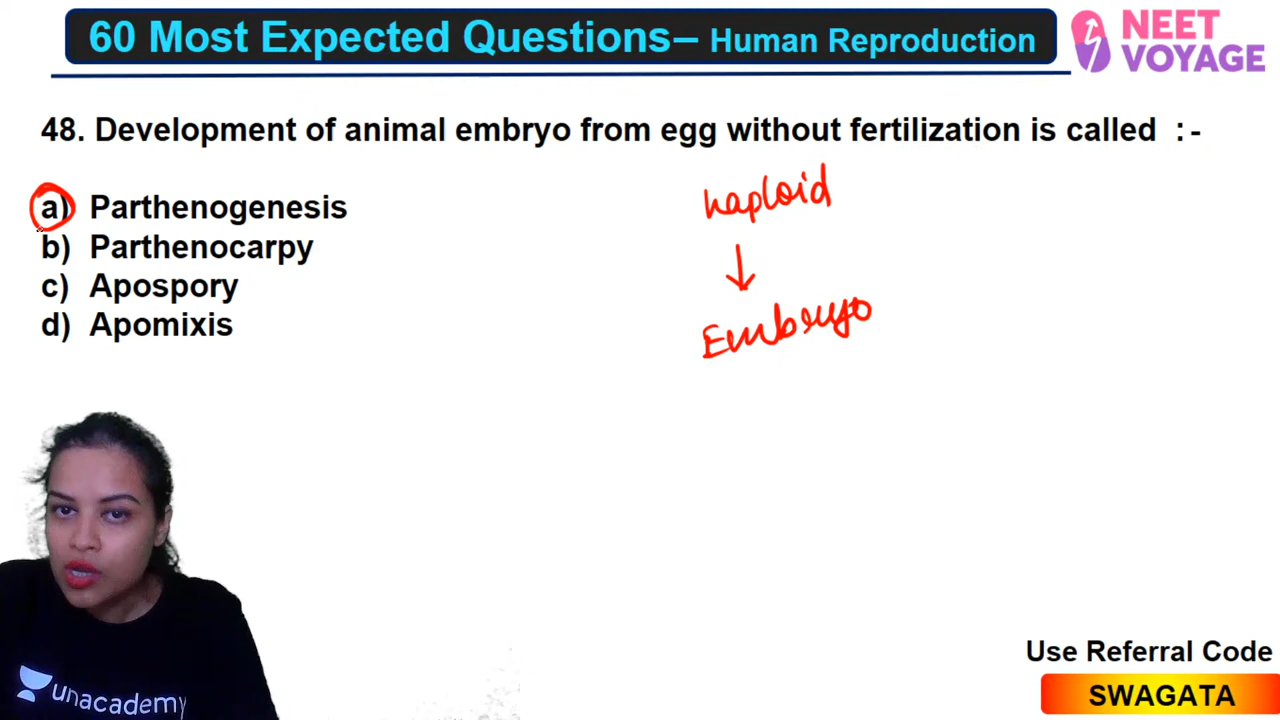 60 Most Expected Questions– Human Reproduction
NEET
VOYAGE
48. Development of animal embryo from egg without fertilization is called :-
a) Parthenogenesis
b) Parthenocarpy
c) Apospory
d) Apomixis
haploid
↓
Embryo
unacademy
Use Referral Code
SWAGATA